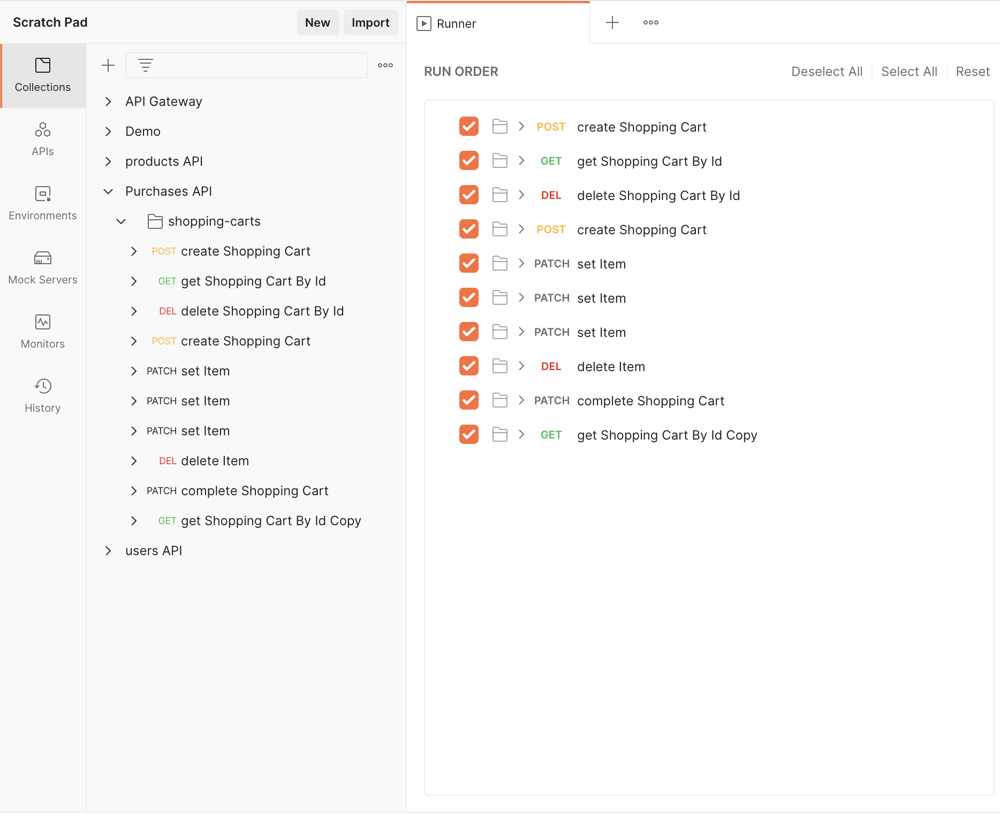 Scratch Pad
New
Import
Collections
APIs
Environments
Mock Servers
Monitors
History
API Gateway
Demo
products API
Purchases API
shopping-carts
POST create Shopping Cart
GET get Shopping Cart By Id
DEL delete Shopping Cart By Id
POST create Shopping Cart
PATCH set Item
PATCH set Item
PATCH set Item
DEL delete Item
PATCH complete Shopping Cart
GET get Shopping Cart By Id Copy
users API
Runner
RUN ORDER
Deselect All
Select All
Reset
POST create Shopping Cart
GET get Shopping Cart By Id
DEL delete Shopping Cart By Id
POST create Shopping Cart
PATCH set Item
PATCH set Item
PATCH set Item
DEL delete Item
PATCH complete Shopping Cart
GET get Shopping Cart By Id Copy